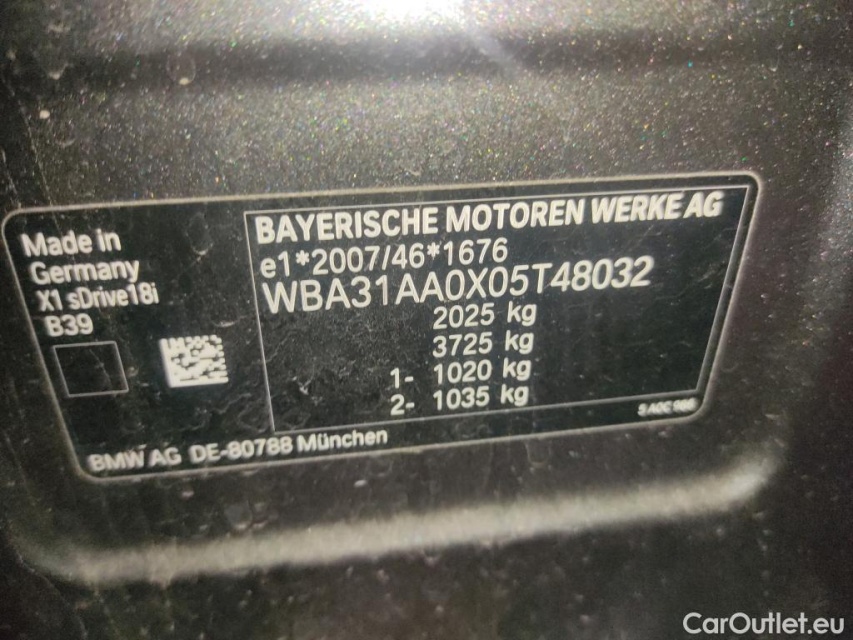 Made in
Germany
X1 sDrive18i
B39
BAYERISCHE MOTOREN WERKE AG
e1*2007/46*1676
WBA31AA0X05T48032
2025 kg
3725 kg
1- 1020 kg
2- 1035 kg
BMW AG DE-80788 München
CarOutlet.eu